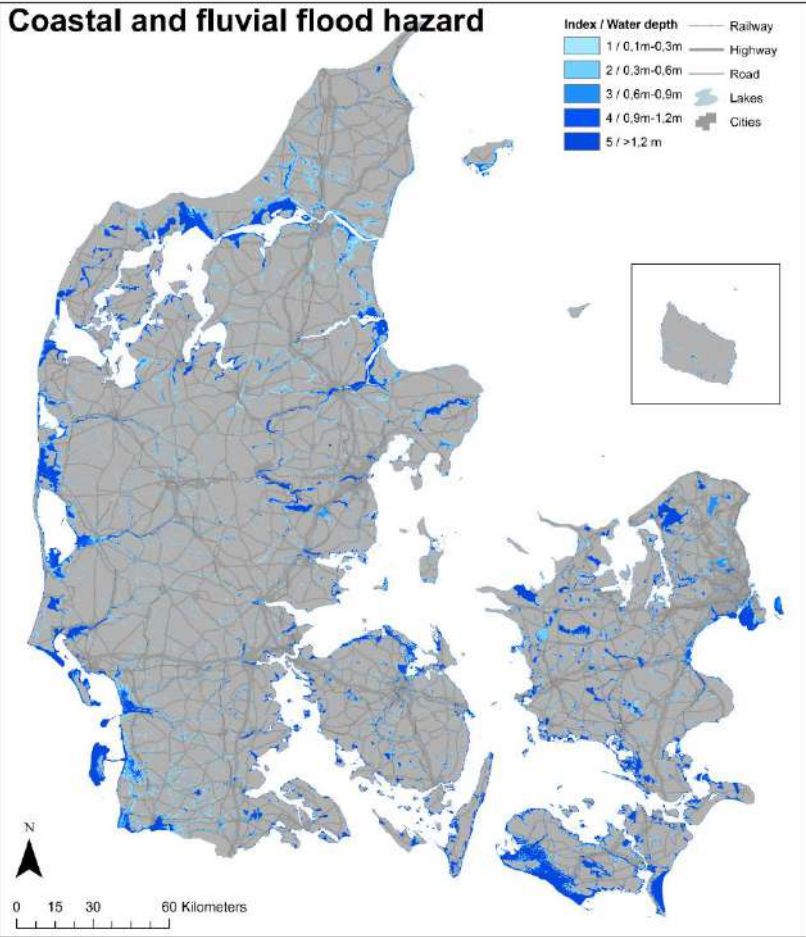 Coastal and fluvial flood hazard
Index / Water depth
1 / 0,1m-0,3m
2 / 0,3m-0,6m
3 / 0,6m-0,9m
4 / 0,9m-1,2m
5 / >1,2 m
Railway
Highway
Road
Lakes
Cities
N
0 15 30 60 Kilometers